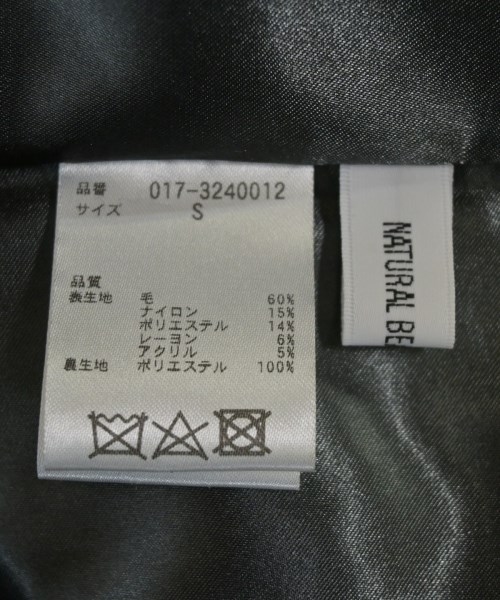 品番 017-3240012
サイズ S
品質
表生地 毛 60%
ナイロン 15%
ポリエステル 14%
レーヨン 6%
アクリル 5%
裏生地 ポリエステル 100%
NATURAL BE